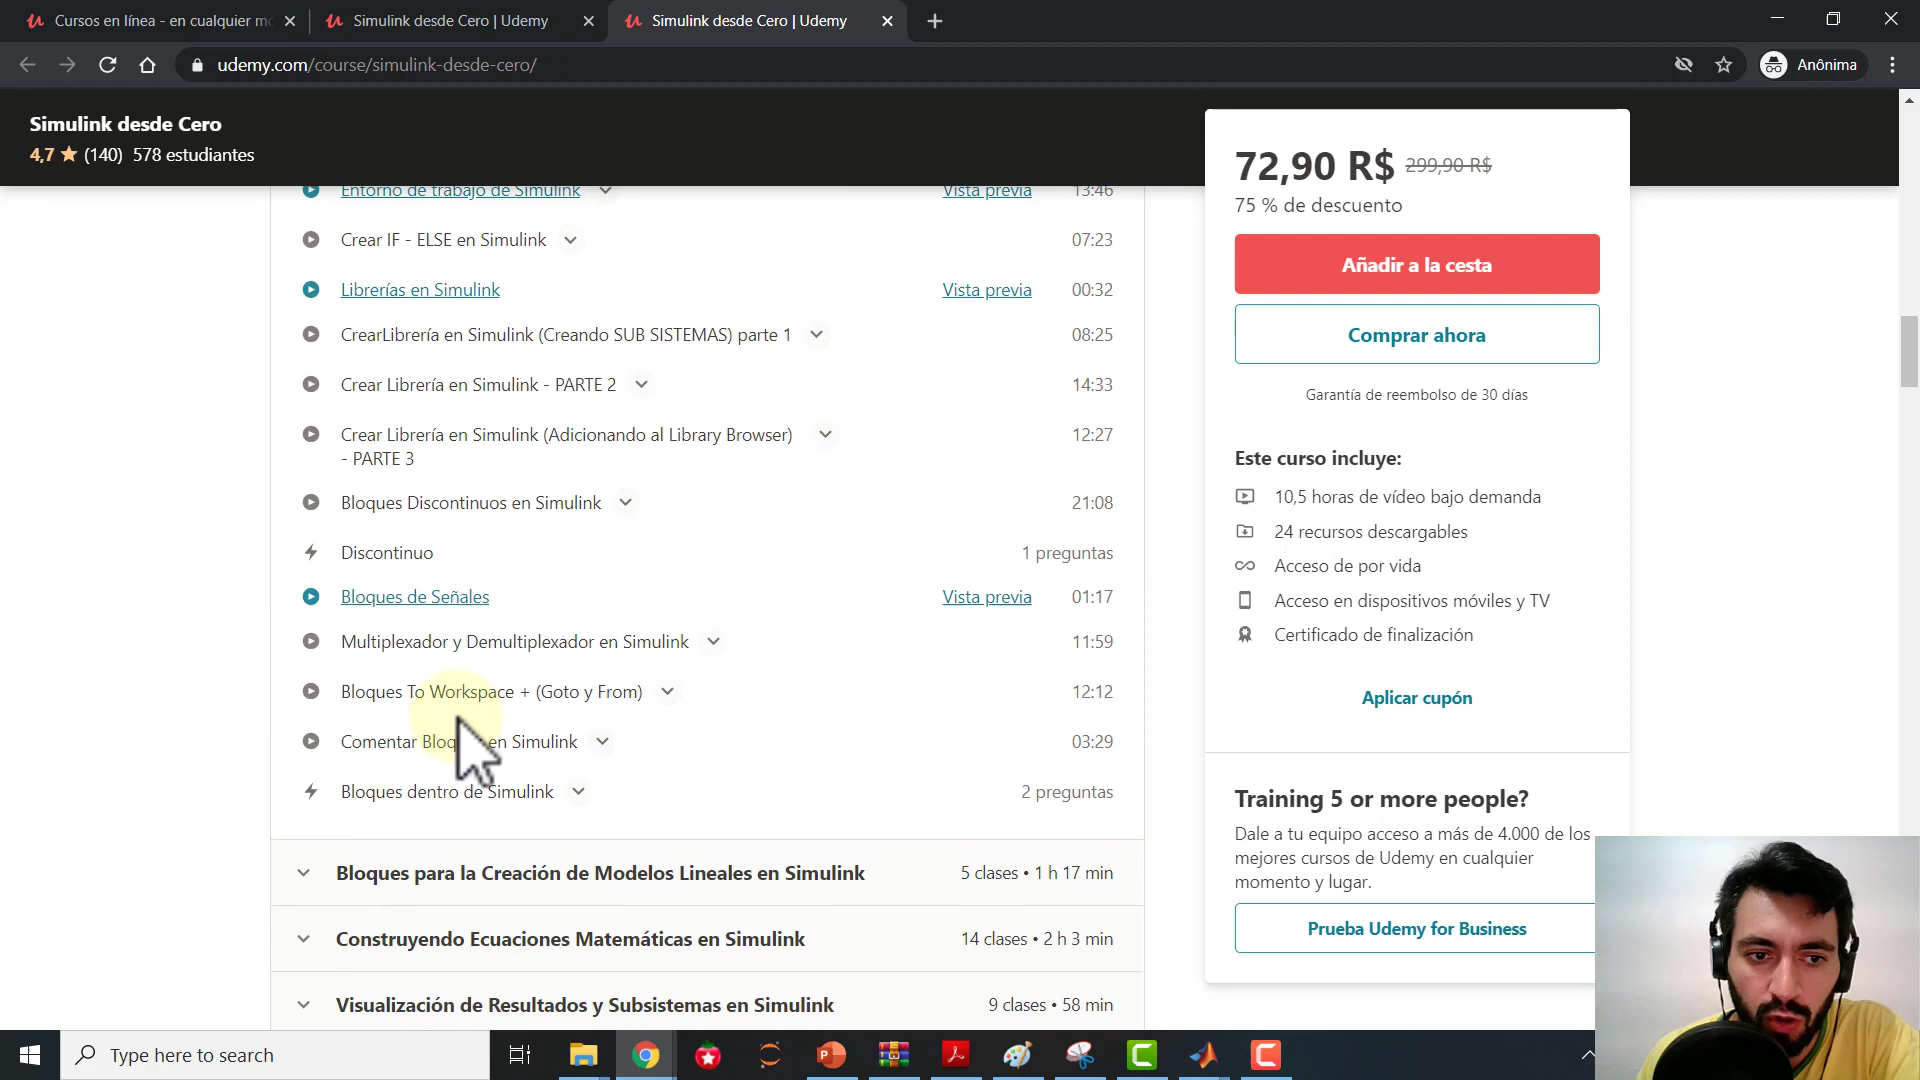 Cursos en línea - en cualquier mo
Simulink desde Cero | Udemy
Simulink desde Cero | Udemy
udemy.com/course/simulink-desde-cero/
Anônima
Simulink desde Cero
4,7 (140) 578 estudiantes
Entorno de trabajo de Simulink Vista previa 13:46
Crear IF - ELSE en Simulink 07:23
Librerías en Simulink Vista previa 00:32
CrearLibrería en Simulink (Creando SUB SISTEMAS) parte 1 08:25
Crear Librería en Simulink - PARTE 2 14:33
Crear Librería en Simulink (Adicionando al Library Browser) 12:27
- PARTE 3
Bloques Discontinuos en Simulink 21:08
Discontinuo 1 preguntas
Bloques de Señales Vista previa 01:17
Multiplexador y Demultiplexador en Simulink 11:59
Bloques To Workspace + (Goto y From) 12:12
Comentar Bloq en Simulink 03:29
Bloques dentro de Simulink 2 preguntas
Bloques para la Creación de Modelos Lineales en Simulink 5 clases • 1 h 17 min
Construyendo Ecuaciones Matemáticas en Simulink 14 clases • 2 h 3 min
Visualización de Resultados y Subsistemas en Simulink 9 clases • 58 min
72,90 R$ 299,90 R$
75 % de descuento
Añadir a la cesta
Comprar ahora
Garantía de reembolso de 30 días
Este curso incluye:
10,5 horas de vídeo bajo demanda
24 recursos descargables
Acceso de por vida
Acceso en dispositivos móviles y TV
Certificado de finalización
Aplicar cupón
Training 5 or more people?
Dale a tu equipo acceso a más de 4.000 de los
mejores cursos de Udemy en cualquier
momento y lugar.
Prueba Udemy for Business
Type here to search